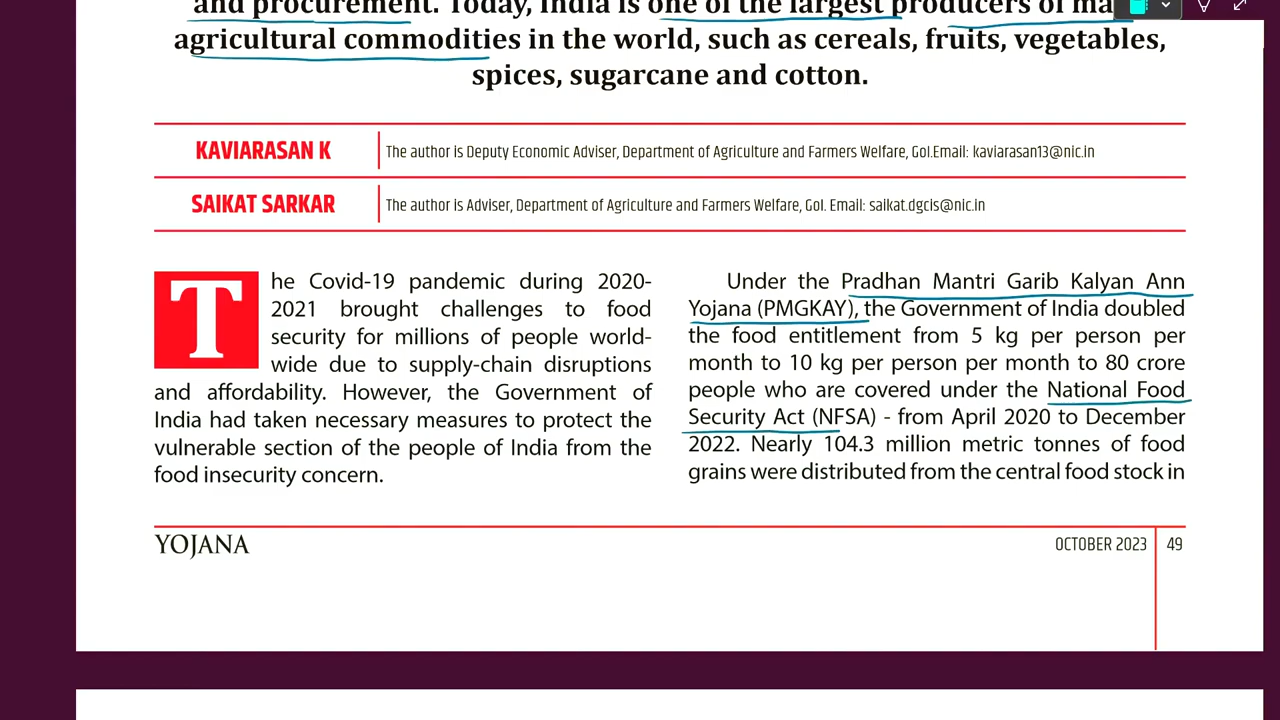 and procurement. Today, India is one of the largest producers of
agricultural commodities in the world, such as cereals, fruits, vegetables,
spices, sugarcane and cotton.
KAVIARASAN K
The author is Deputy Economic Adviser, Department of Agriculture and Farmers Welfare, GoI.Email: kaviarasan13@nic.in
SAIKAT SARKAR
The author is Adviser, Department of Agriculture and Farmers Welfare, GoI. Email: saikat.dgcis@nic.in
The Covid-19 pandemic during 2020-
2021 brought challenges to food
security for millions of people world-
wide due to supply-chain disruptions
and affordability. However, the Government of
India had taken necessary measures to protect the
vulnerable section of the people of India from the
food insecurity concern.
Under the Pradhan Mantri Garib Kalyan Ann
Yojana (PMGKAY), the Government of India doubled
the food entitlement from 5 kg per person per
month to 10 kg per person per month to 80 crore
people who are covered under the National Food
Security Act (NFSA) - from April 2020 to December
2022. Nearly 104.3 million metric tonnes of food
grains were distributed from the central food stock in
YOJANA
OCTOBER 2023
49